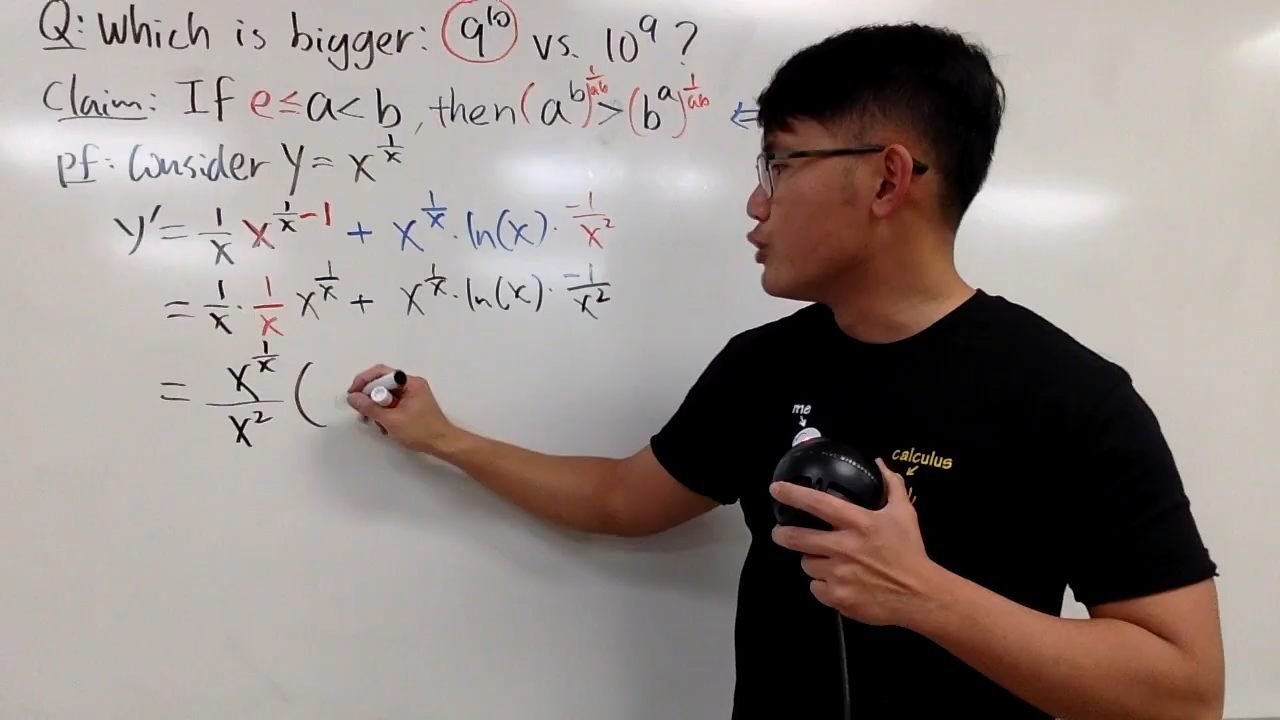 Q: Which is bigger: 9^10 vs. 10^9 ?
Claim: If e ≤ a < b, then (a^b)^(1/ab) > (b^a)^(1/ab) ⇐
pf: Consider y = x^(1/x)
y' = 1/x x^(1/x - 1) + x^(1/x) · ln(x) · -1/x²
= 1/x · 1/x x^(1/x) + x^(1/x) · ln(x) · -1/x²
= x^(1/x)/x² (
me
calculus